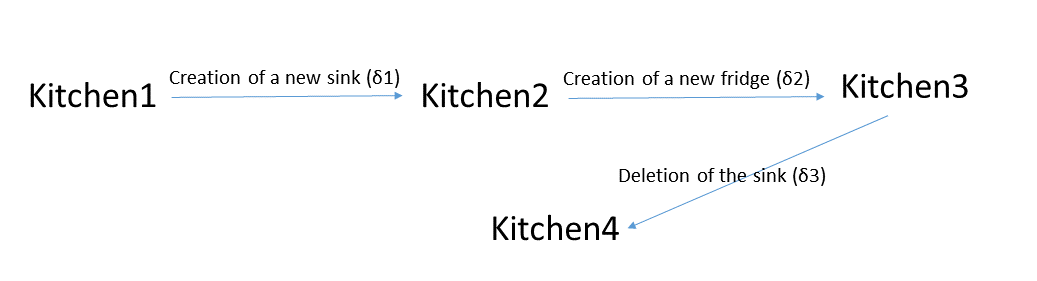 Kitchen1
Creation of a new sink (δ1)
Kitchen2
Creation of a new fridge (δ2)
Kitchen3
Deletion of the sink (δ3)
Kitchen4